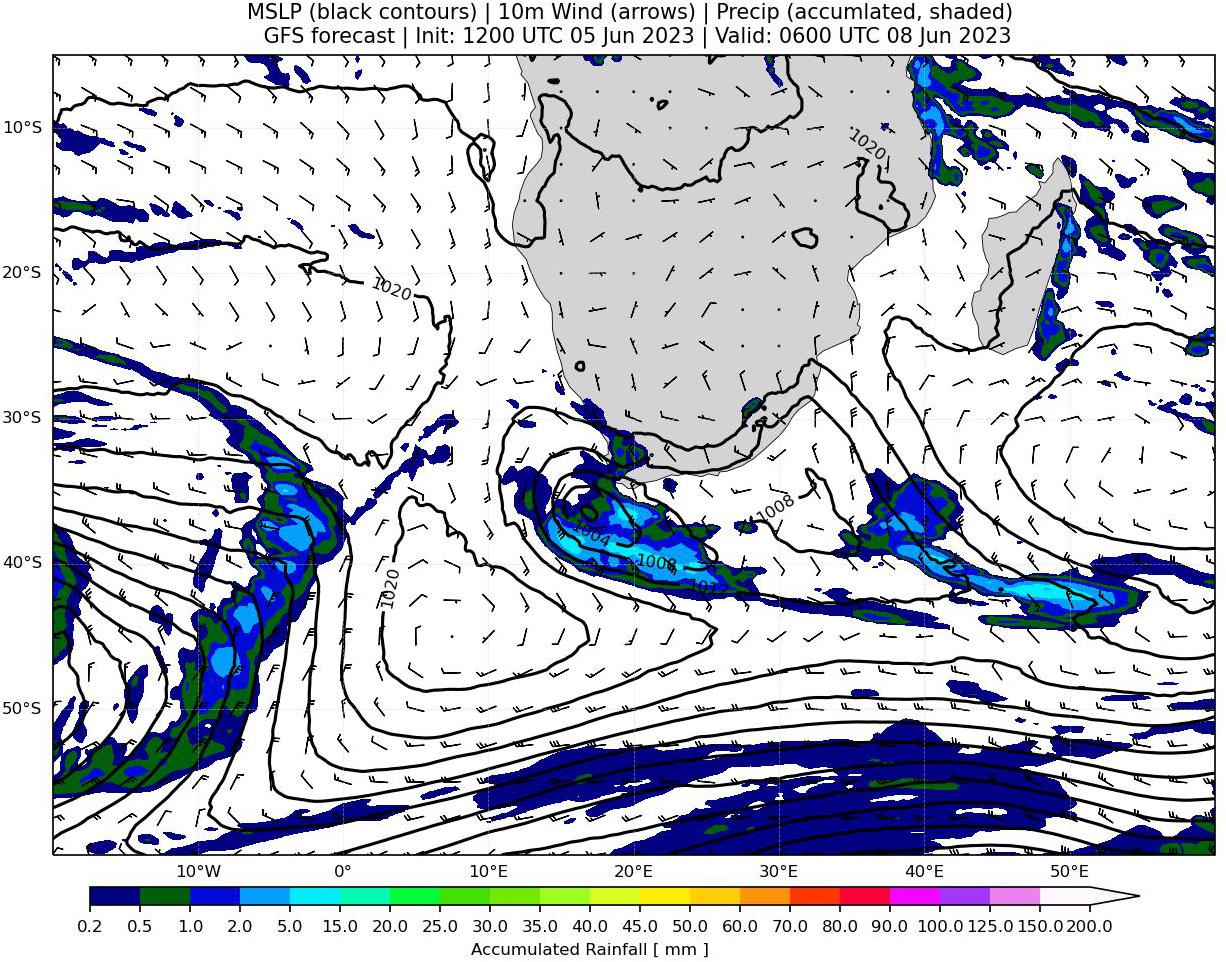 MSLP (black contours) | 10m Wind (arrows) | Precip (accumlated, shaded)
GFS forecast | Init: 1200 UTC 05 Jun 2023 | Valid: 0600 UTC 08 Jun 2023
10°S
1020
20°S
1020
30°S
1008
1004
40°S
1008
1012
1020
50°S
10°W 0° 10°E 20°E 30°E 40°E 50°E
0.2 0.5 1.0 2.0 5.0 10.0 15.0 20.0 25.0 30.0 35.0 40.0 45.0 50.0 60.0 70.0 80.0 90.0 100.0 125.0 150.0 200.0
Accumulated Rainfall [ mm ]